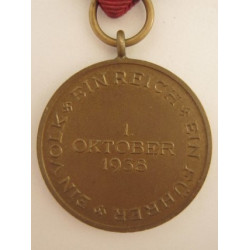 EIN VOLK EIN REICH EIN FÜHRER
1.
OKTOBER
1938